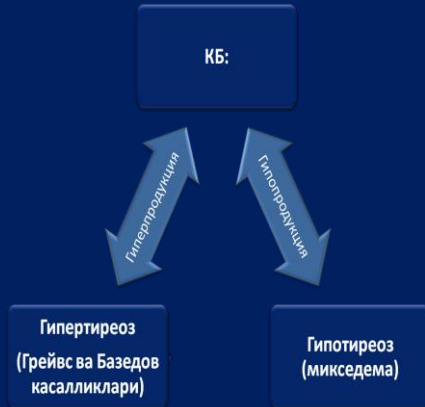 КБ:
Гиперпродукция
Гипопродукция
Гипертиреоз
(Грейвс ва Базедов
касалликлари)
Гипотиреоз
(микседема)